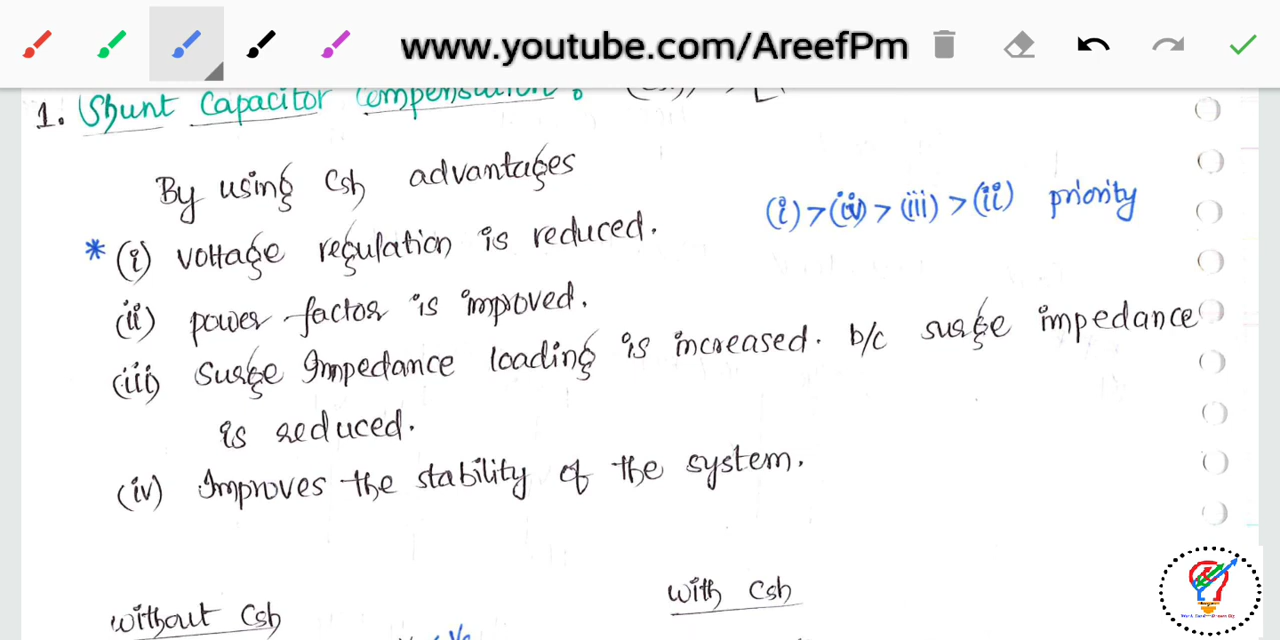 www.youtube.com/AreefPm
1. Shunt Capacitor Compensation:
By using Csh advantages
(i) > (iv) > (iii) > (ii) priority
* (i) voltage regulation is reduced.
(ii) power factor is improved.
(iii) Surge Impedance loading is increased. b/c surge impedance
is reduced.
(iv) Improves the stability of the system.
without Csh
with Csh